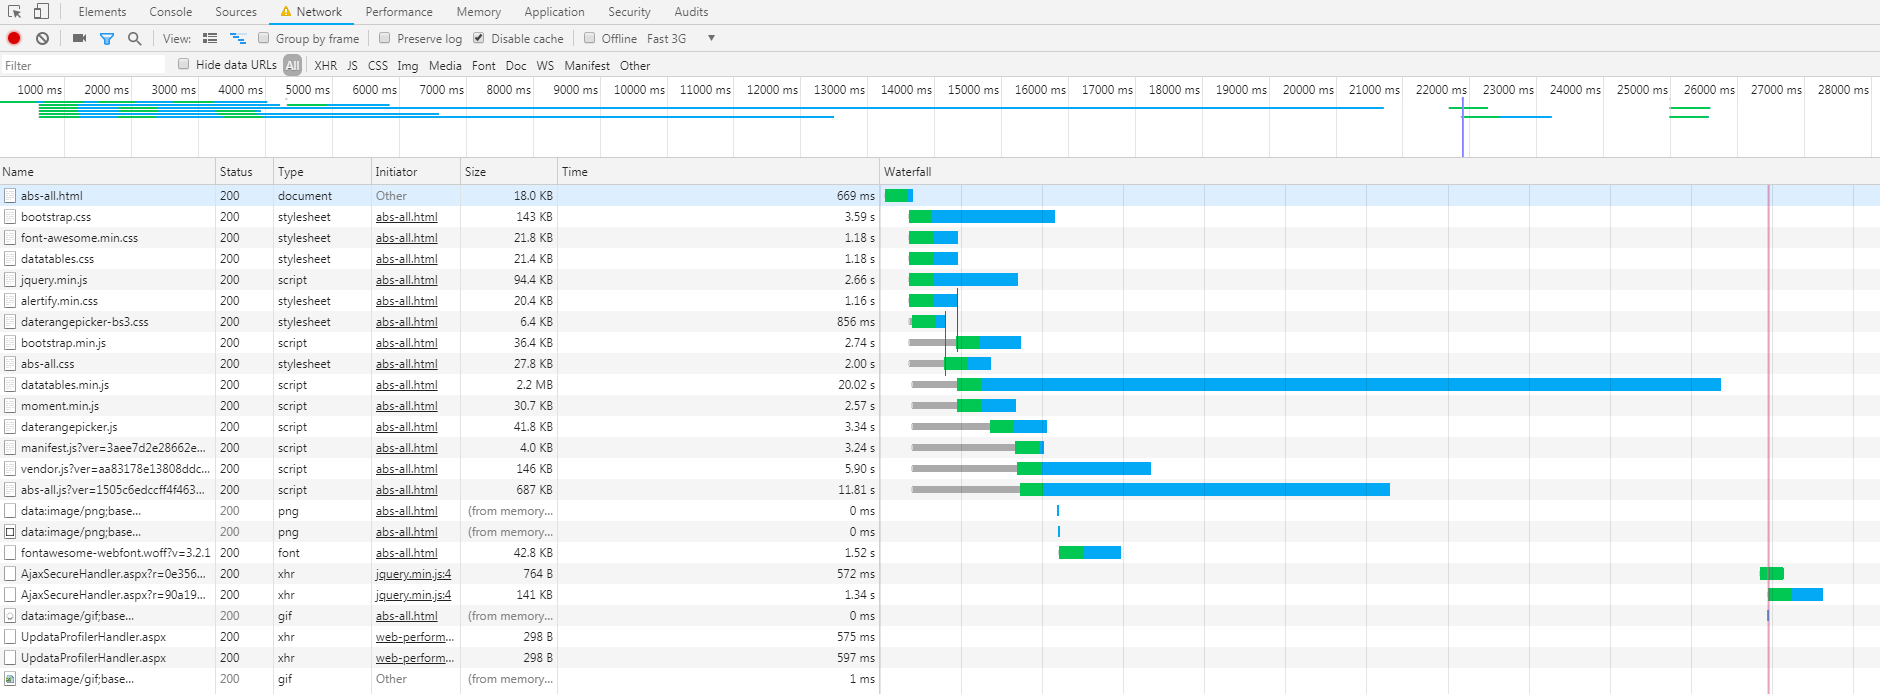 Elements Console Sources Network Performance Memory Application Security Audits
View: Group by frame Preserve log Disable cache Offline Fast 3G
Filter Hide data URLs All XHR JS CSS Img Media Font Doc WS Manifest Other
1000 ms 2000 ms 3000 ms 4000 ms 5000 ms 6000 ms 7000 ms 8000 ms 9000 ms 10000 ms 11000 ms 12000 ms 13000 ms 14000 ms 15000 ms 16000 ms 17000 ms 18000 ms 19000 ms 20000 ms 21000 ms 22000 ms 23000 ms 24000 ms 25000 ms 26000 ms 27000 ms 28000 ms
Name Status Type Initiator Size Time Waterfall
abs-all.html 200 document Other 18.0 KB 669 ms
bootstrap.css 200 stylesheet abs-all.html 143 KB 3.59 s
font-awesome.min.css 200 stylesheet abs-all.html 21.8 KB 1.18 s
datatables.css 200 stylesheet abs-all.html 21.4 KB 1.18 s
jquery.min.js 200 script abs-all.html 94.4 KB 2.66 s
alertify.min.css 200 stylesheet abs-all.html 20.4 KB 1.16 s
daterangepicker-bs3.css 200 stylesheet abs-all.html 6.4 KB 856 ms
bootstrap.min.js 200 script abs-all.html 36.4 KB 2.74 s
abs-all.css 200 stylesheet abs-all.html 27.8 KB 2.00 s
datatables.min.js 200 script abs-all.html 2.2 MB 20.02 s
moment.min.js 200 script abs-all.html 30.7 KB 2.57 s
daterangepicker.js 200 script abs-all.html 41.8 KB 3.34 s
manifest.js?ver=3aee7d2e28662e... 200 script abs-all.html 4.0 KB 3.24 s
vendor.js?ver=aa83178e13808ddc... 200 script abs-all.html 146 KB 5.90 s
abs-all.js?ver=1505c6edccff4f463... 200 script abs-all.html 687 KB 11.81 s
data:image/png;base... 200 png abs-all.html (from memory... 0 ms
data:image/png;base... 200 png abs-all.html (from memory... 0 ms
fontawesome-webfont.woff?v=3.2.1 200 font abs-all.html 42.8 KB 1.52 s
AjaxSecureHandler.aspx?r=0e356... 200 xhr jquery.min.js:4 764 B 572 ms
AjaxSecureHandler.aspx?r=90a19... 200 xhr jquery.min.js:4 141 KB 1.34 s
data:image/gif;base... 200 gif abs-all.html (from memory... 0 ms
UpdataProfilerHandler.aspx 200 xhr web-perform... 298 B 575 ms
UpdataProfilerHandler.aspx 200 xhr web-perform... 298 B 597 ms
data:image/gif;base... 200 gif Other (from memory... 1 ms